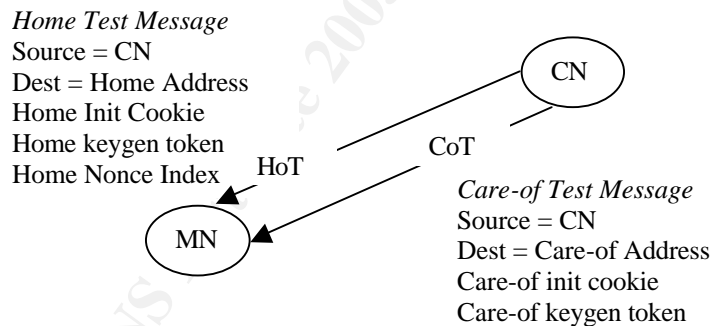 Home Test Message
Source = CN
Dest = Home Address
Home Init Cookie
Home keygen token
Home Nonce Index
HoT
CN
CoT
MN
Care-of Test Message
Source = CN
Dest = Care-of Address
Care-of init cookie
Care-of keygen token